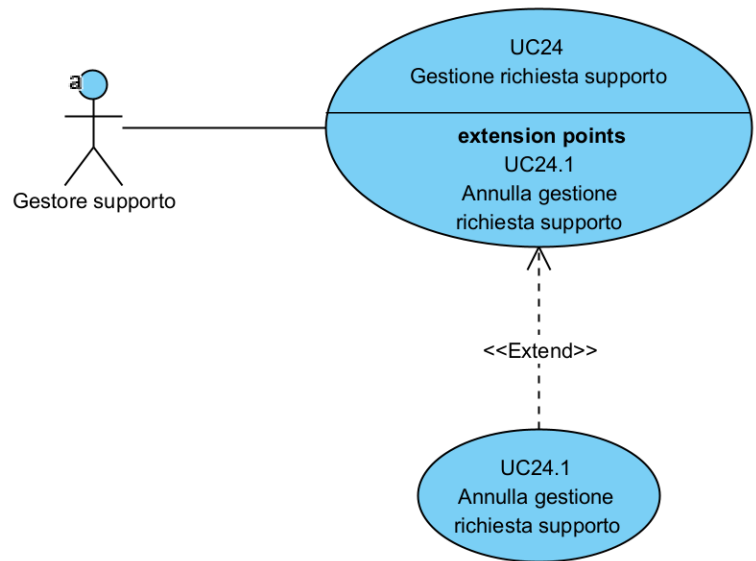 UC24
Gestione richiesta supporto
a
extension points
UC24.1
Annulla gestione
richiesta supporto
Gestore supporto
<<Extend>>
UC24.1
Annulla gestione
richiesta supporto